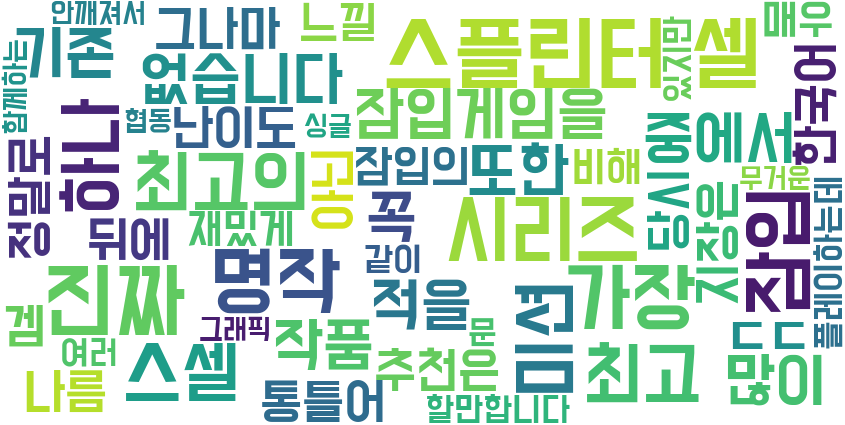 안깨져서
그나마
느낄
스플린터
셀
있지만
매우
기존
없습니다
함께하는
협동
난이도
싱글
잠입게임을
한국어
하나
정말로
최고의
하고
잠입의
또한
비해
중
에서
당시
무거운
뒤에
재밌게
꼭
시리즈
지장은
잠입
플레이하는데
진짜
명작
같이
적을
미션
가장
겜
여러
그래픽
작품
문
추천은
ㄷㄷ
나름
스셀
통틀어
할만합니다
최고
많이